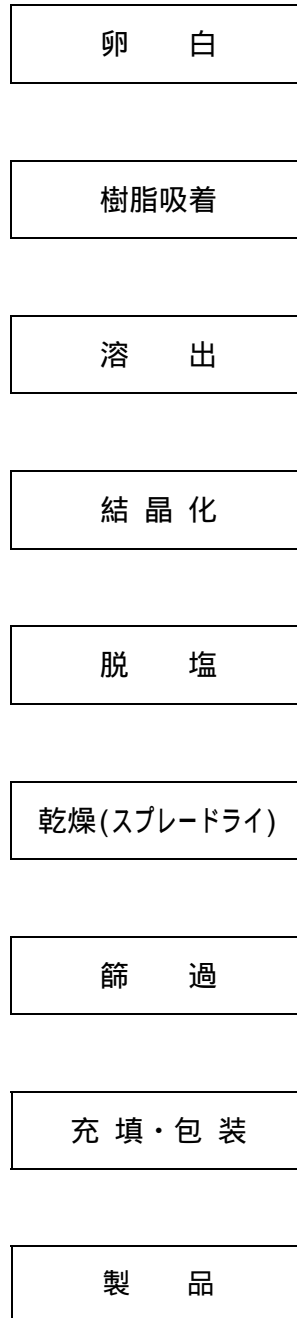 卵　白
樹脂吸着
溶　出
結 晶 化
脱　塩
乾燥(スプレードライ)
篩　過
充 填・包 装
製　品